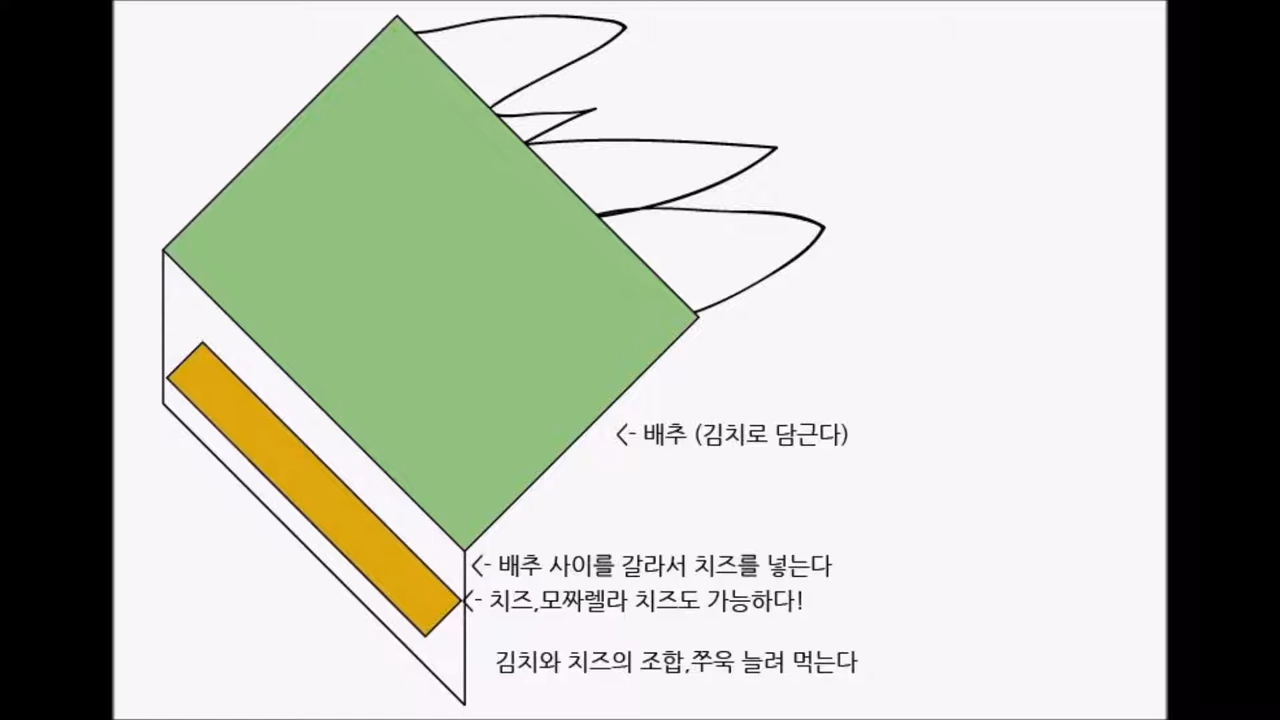 <- 배추 (김치로 담근다)
<- 배추 사이를 갈라서 치즈를 넣는다
<- 치즈,모짜렐라 치즈도 가능하다!
김치와 치즈의 조합,쭈욱 늘려 먹는다